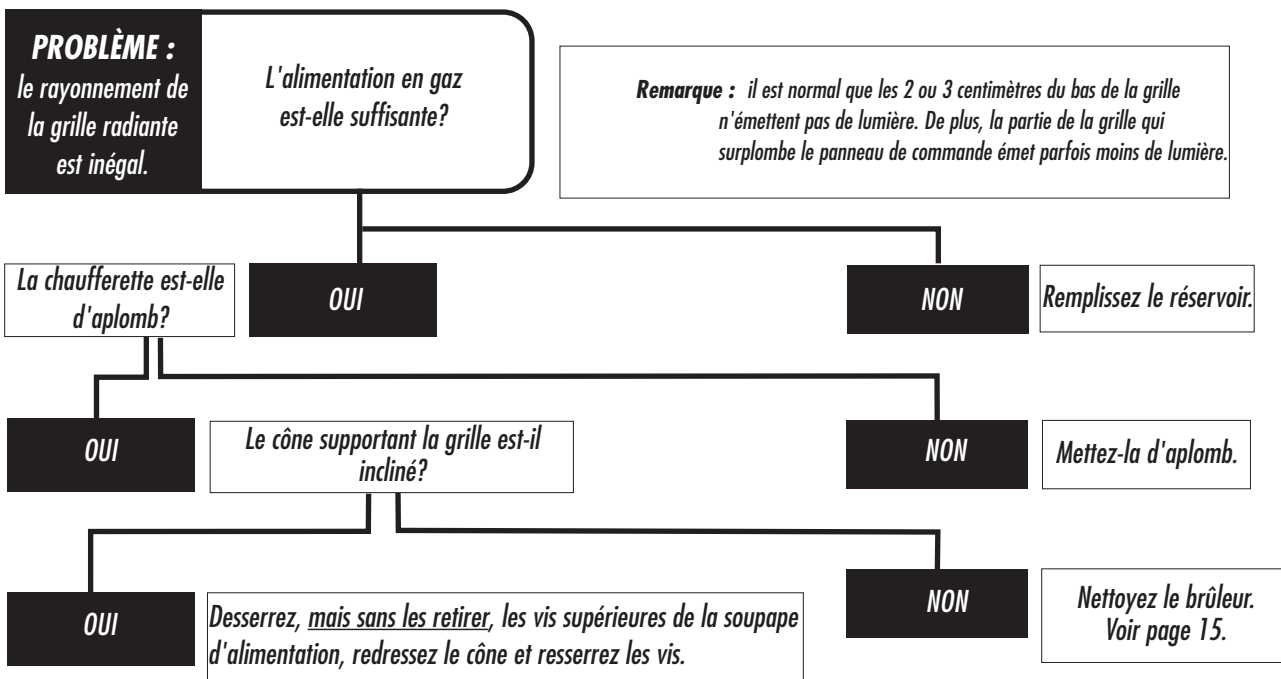 PROBLÈME :
le rayonnement de
la grille radiante
est inégal.
L'alimentation en gaz
est-elle suffisante?
Remarque : il est normal que les 2 ou 3 centimètres du bas de la grille
n'émettent pas de lumière. De plus, la partie de la grille qui
surplombe le panneau de commande émet parfois moins de lumière.
La chaufferette est-elle
d'aplomb?
OUI
NON
Remplissez le réservoir.
OUI
Le cône supportant la grille est-il
incliné?
NON
Mettez-la d'aplomb.
OUI
Desserrez, mais sans les retirer, les vis supérieures de la soupape
d'alimentation, redressez le cône et resserrez les vis.
NON
Nettoyez le brûleur.
Voir page 15.